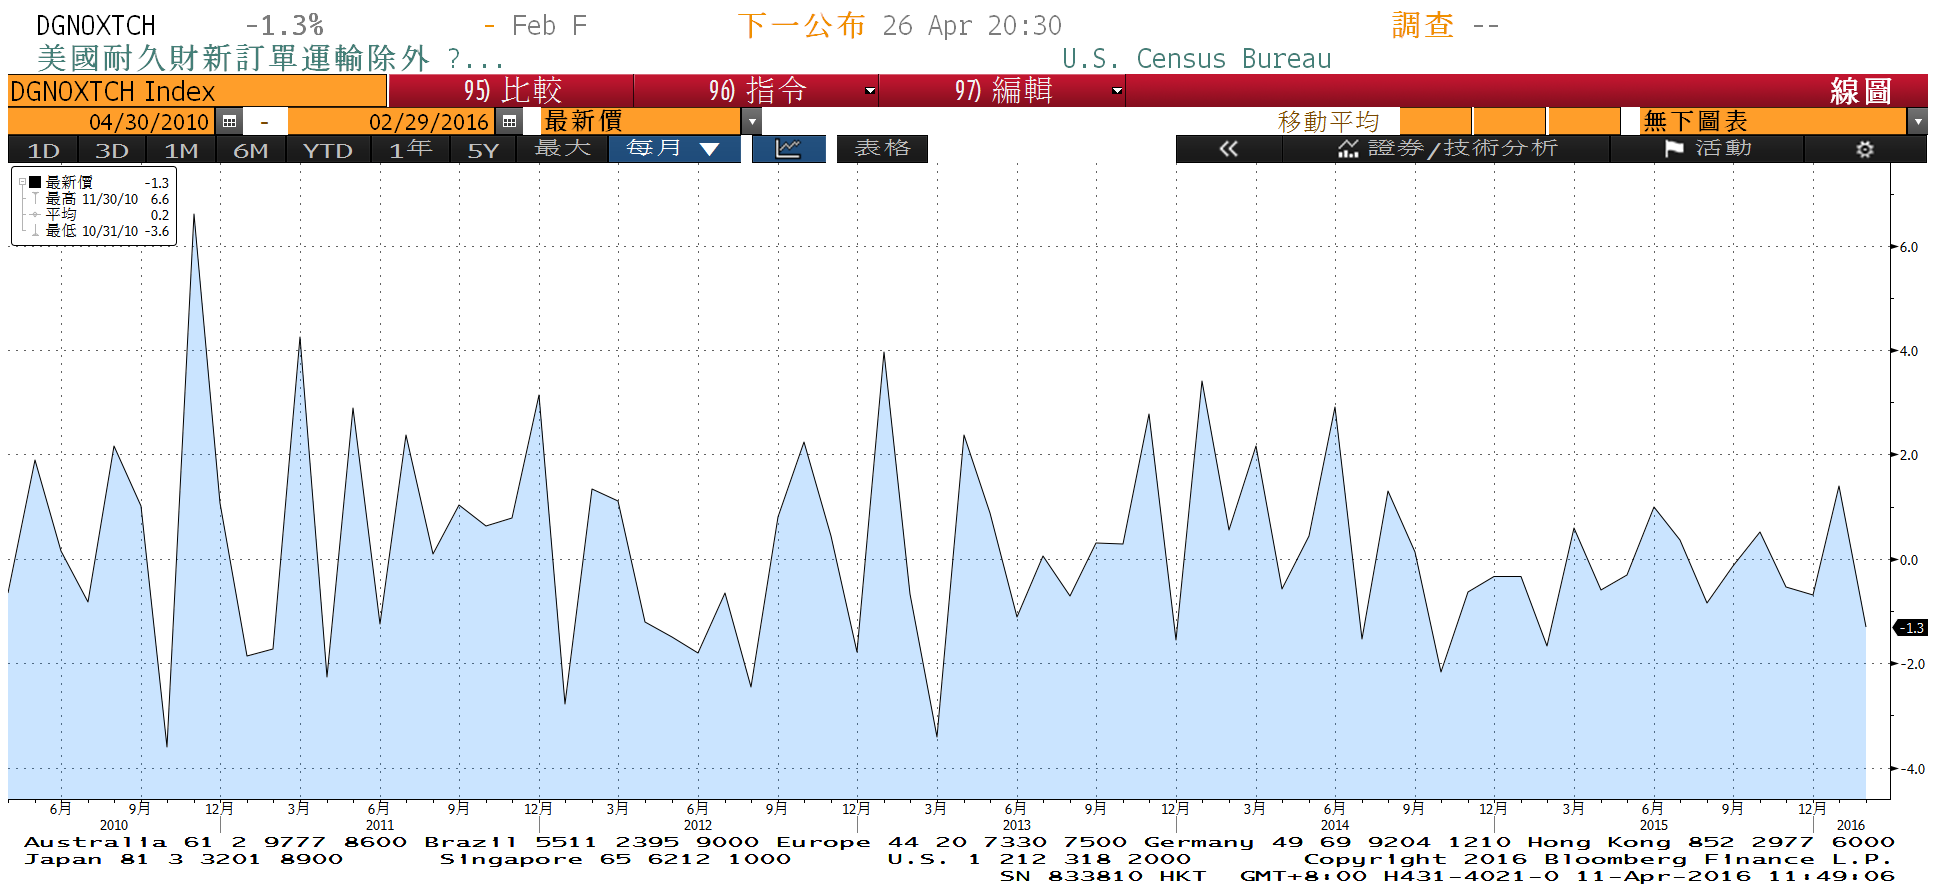 DGNOXTCH -1.3% - Feb F 下一公布 26 Apr 20:30 調查 --
美國耐久財新訂單運輸除外 ?... U.S. Census Bureau
DGNOXTCH Index 95) 比較 96) 指令 97) 編輯 線圖
04/30/2010 - 02/29/2016 最新價 移動平均 無下圖表
1D 3D 1M 6M YTD 1年 5Y 最大 每月 ▼ 表格 « 證券/技術分析 活動
最新價 -1.3
最高 11/30/10 6.6
平均 0.2
最低 10/31/10 -3.6
6.0
4.0
2.0
0.0
-1.3
-2.0
-4.0
6月 9月 12月 3月 6月 9月 12月 3月 6月 9月 12月 3月 6月 9月 12月 3月 6月 9月 12月 3月 6月 9月 12月
2010 2011 2012 2013 2014 2015 2016
Australia 61 2 9777 8600 Brazil 5511 2395 9000 Europe 44 20 7330 7500 Germany 49 69 9204 1210 Hong Kong 852 2977 6000
Japan 81 3 3201 8900 Singapore 65 6212 1000 U.S. 1 212 318 2000 Copyright 2016 Bloomberg Finance L.P.
SN 833810 HKT GMT+8:00 H431-4021-0 11-Apr-2016 11:49:06